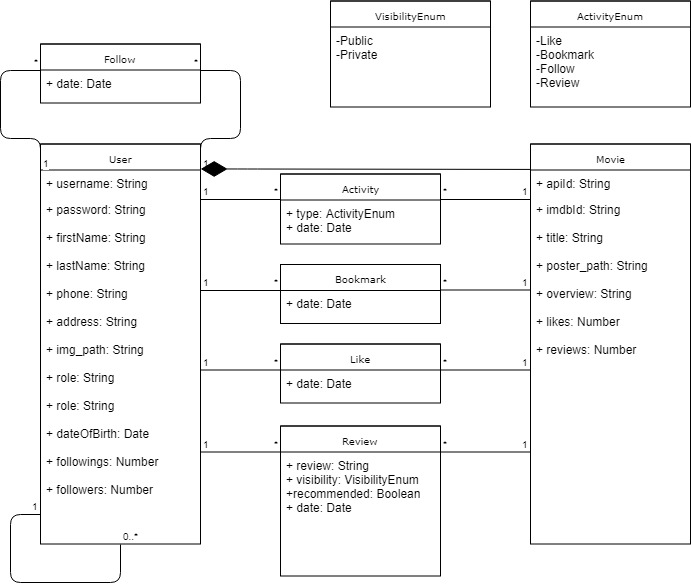 VisibilityEnum
-Public
-Private
ActivityEnum
-Like
-Bookmark
-Follow
-Review
* Follow *
+ date: Date
1 User 1
+ username: String
+ password: String
+ firstName: String
+ lastName: String
+ phone: String
+ address: String
+ img_path: String
+ role: String
+ role: String
+ dateOfBirth: Date
+ followings: Number
+ followers: Number
1
0..*
1 * Activity * 1
+ type: ActivityEnum
+ date: Date
1 * Bookmark * 1
+ date: Date
1 * Like * 1
+ date: Date
1 * Review * 1
+ review: String
+ visibility: VisibilityEnum
+recommended: Boolean
+ date: Date
Movie
+ apiId: String
+ imdbId: String
+ title: String
+ poster_path: String
+ overview: String
+ likes: Number
+ reviews: Number